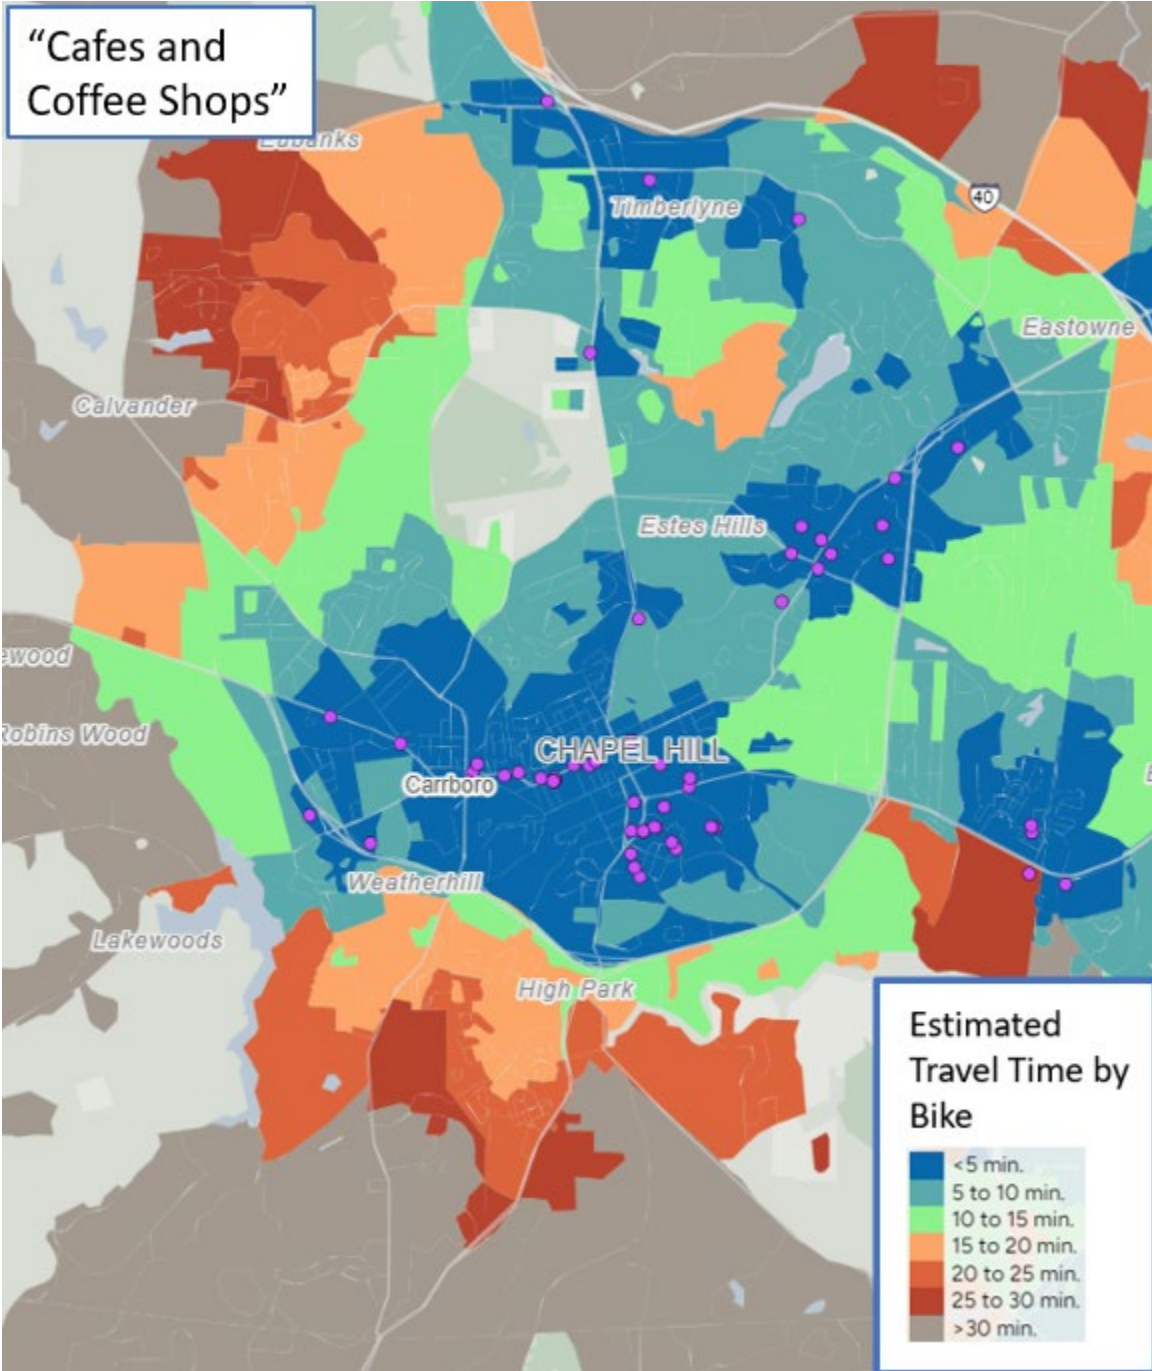 “Cafes and
Coffee Shops”
Eubanks
40
Timberlyne
Eastowne
Calvander
Estes Hills
ewood
Robins Wood
CHAPEL HILL
Carrboro
Weatherhill
Lakewoods
High Park
Estimated
Travel Time by
Bike
<5 min.
5 to 10 min.
10 to 15 min.
15 to 20 min.
20 to 25 min.
25 to 30 min.
>30 min.